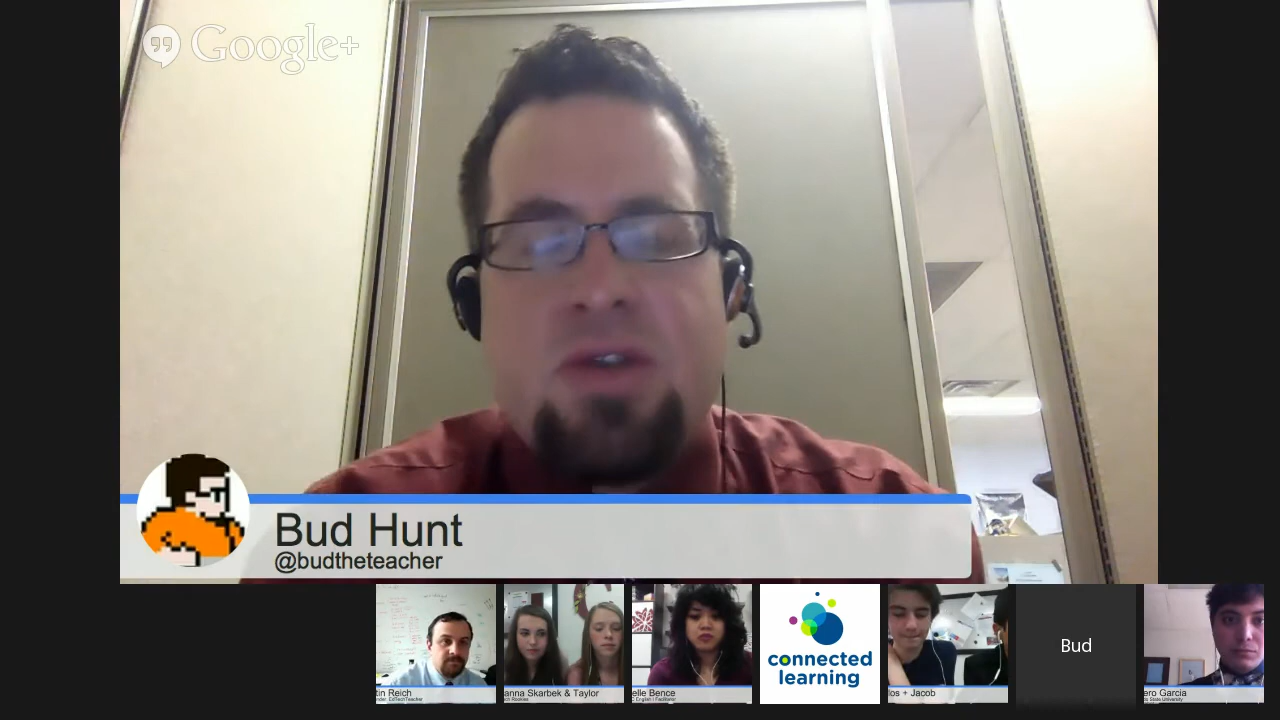 Google+
Bud Hunt
@budtheteacher
tin Reich
anna Skarbek & Taylor
elle Bence
connected
learning
los + Jacob
Bud
ero Garcia